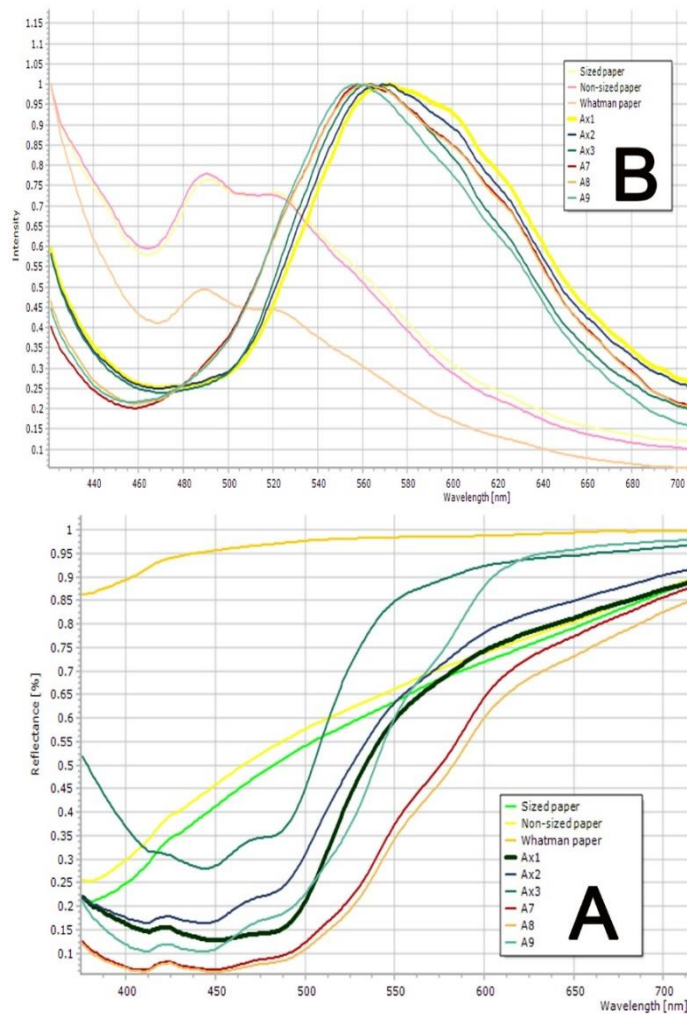 1.15
1.1
1.05
1
0.95
0.9
0.85
0.8
0.75
0.7
0.65
0.6
0.55
0.5
0.45
0.4
0.35
0.3
0.25
0.2
0.15
0.1
Intensity
440 460 480 500 520 540 560 580 600 620 640 660 680 700
Wavelength [nm]
Sized paper
Non-sized paper
Whatman paper
Ax1
Ax2
Ax3
A7
A8
A9
B
1
0.95
0.9
0.85
0.8
0.75
0.7
0.65
0.6
0.55
0.5
0.45
0.4
0.35
0.3
0.25
0.2
0.15
0.1
Reflectance [%]
400 450 500 550 600 650 700
Wavelength [nm]
Sized paper
Non-sized paper
Whatman paper
Ax1
Ax2
Ax3
A7
A8
A9
A